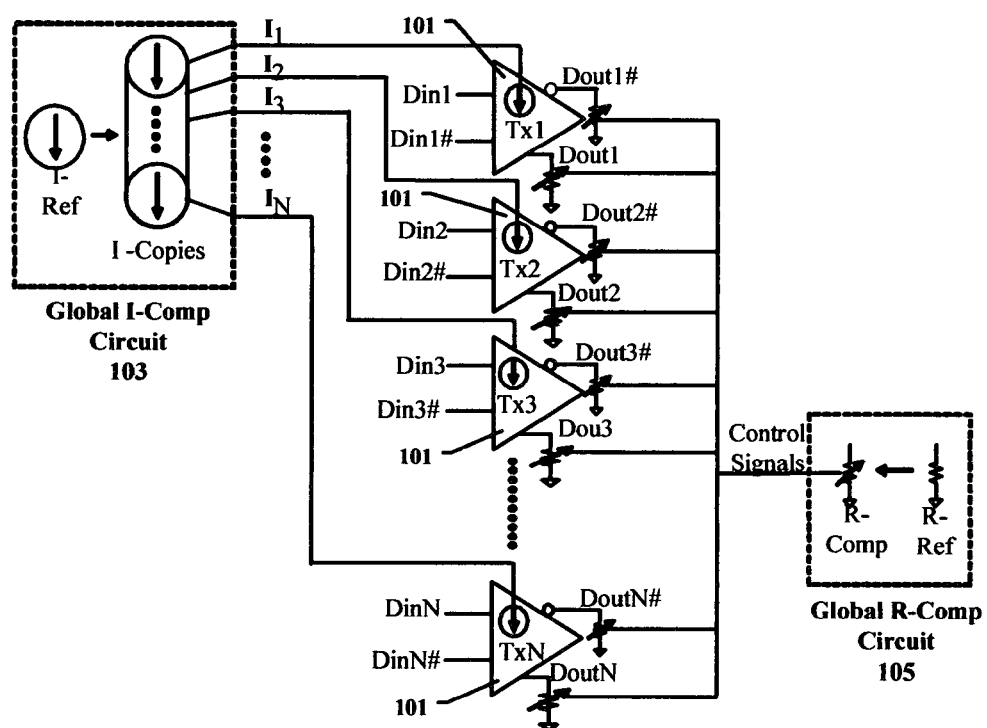 I1
I2
I3
IN
I-
Ref
I -Copies
Global I-Comp
Circuit
103
101
Din1
Din1#
Tx1
Dout1#
Dout1
101
Din2
Din2#
Tx2
Dout2#
Dout2
Din3
Din3#
Tx3
Dout3#
Dou3
101
DinN
DinN#
TxN
DoutN#
DoutN
101
Control
Signals
R-
Comp
R-
Ref
Global R-Comp
Circuit
105